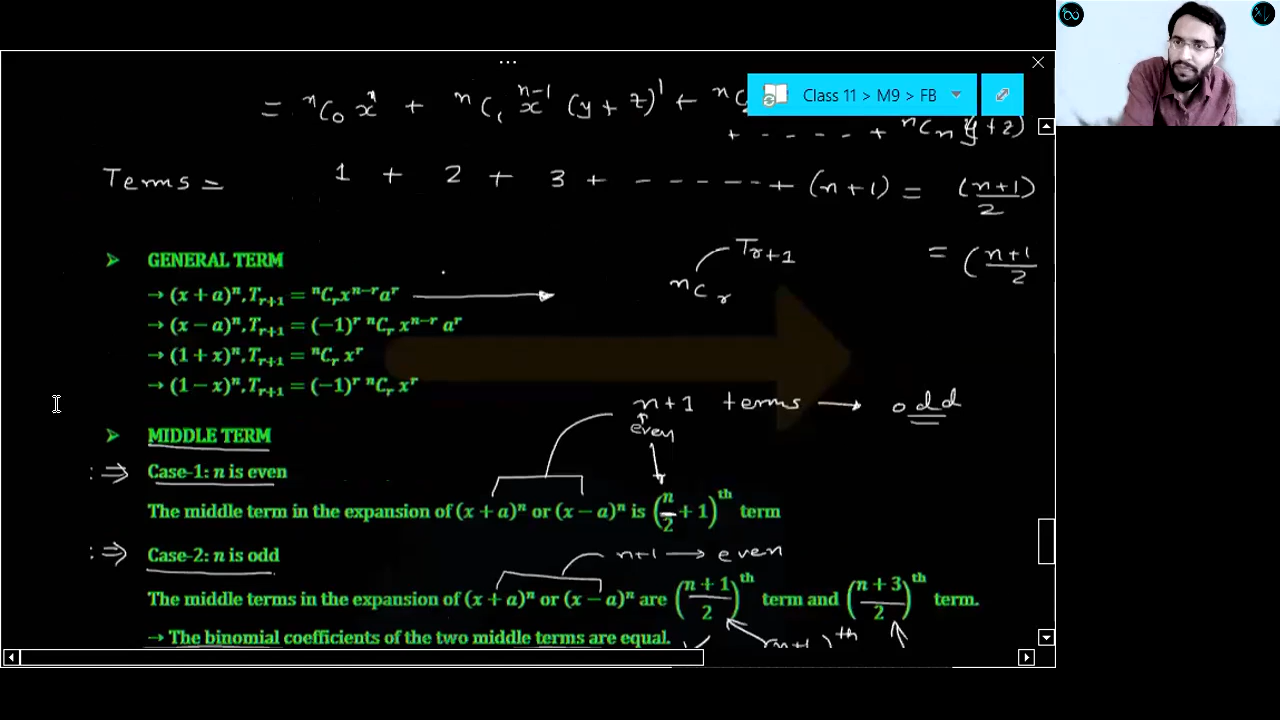 = ⁿC₀ xⁿ + ⁿC₁ xⁿ⁻¹ (y + z)¹ + ⁿC
Class 11 > M9 > FB
+ - - - - - + ⁿCₙ (y + z)
Terms = 1 + 2 + 3 + - - - - - - + (n+1) = (n+1)/2
= (n+1/2
➤ GENERAL TERM
Tᵣ₊₁
ⁿCᵣ
→ (x + a)ⁿ, Tᵣ₊₁ = ⁿCᵣ xⁿ⁻ʳ aʳ
→ (x − a)ⁿ, Tᵣ₊₁ = (−1)ʳ ⁿCᵣ xⁿ⁻ʳ aʳ
→ (1 + x)ⁿ, Tᵣ₊₁ = ⁿCᵣ xʳ
→ (1 − x)ⁿ, Tᵣ₊₁ = (−1)ʳ ⁿCᵣ xʳ
n+1 terms → odd
even
➤ MIDDLE TERM
:⇒ Case-1: n is even
The middle term in the expansion of (x + a)ⁿ or (x − a)ⁿ is (n/2 + 1)th term
:⇒ Case-2: n is odd
n+1 → even
The middle terms in the expansion of (x + a)ⁿ or (x − a)ⁿ are ((n + 1)/2)th term and ((n + 3)/2)th term.
→ The binomial coefficients of the two middle terms are equal.